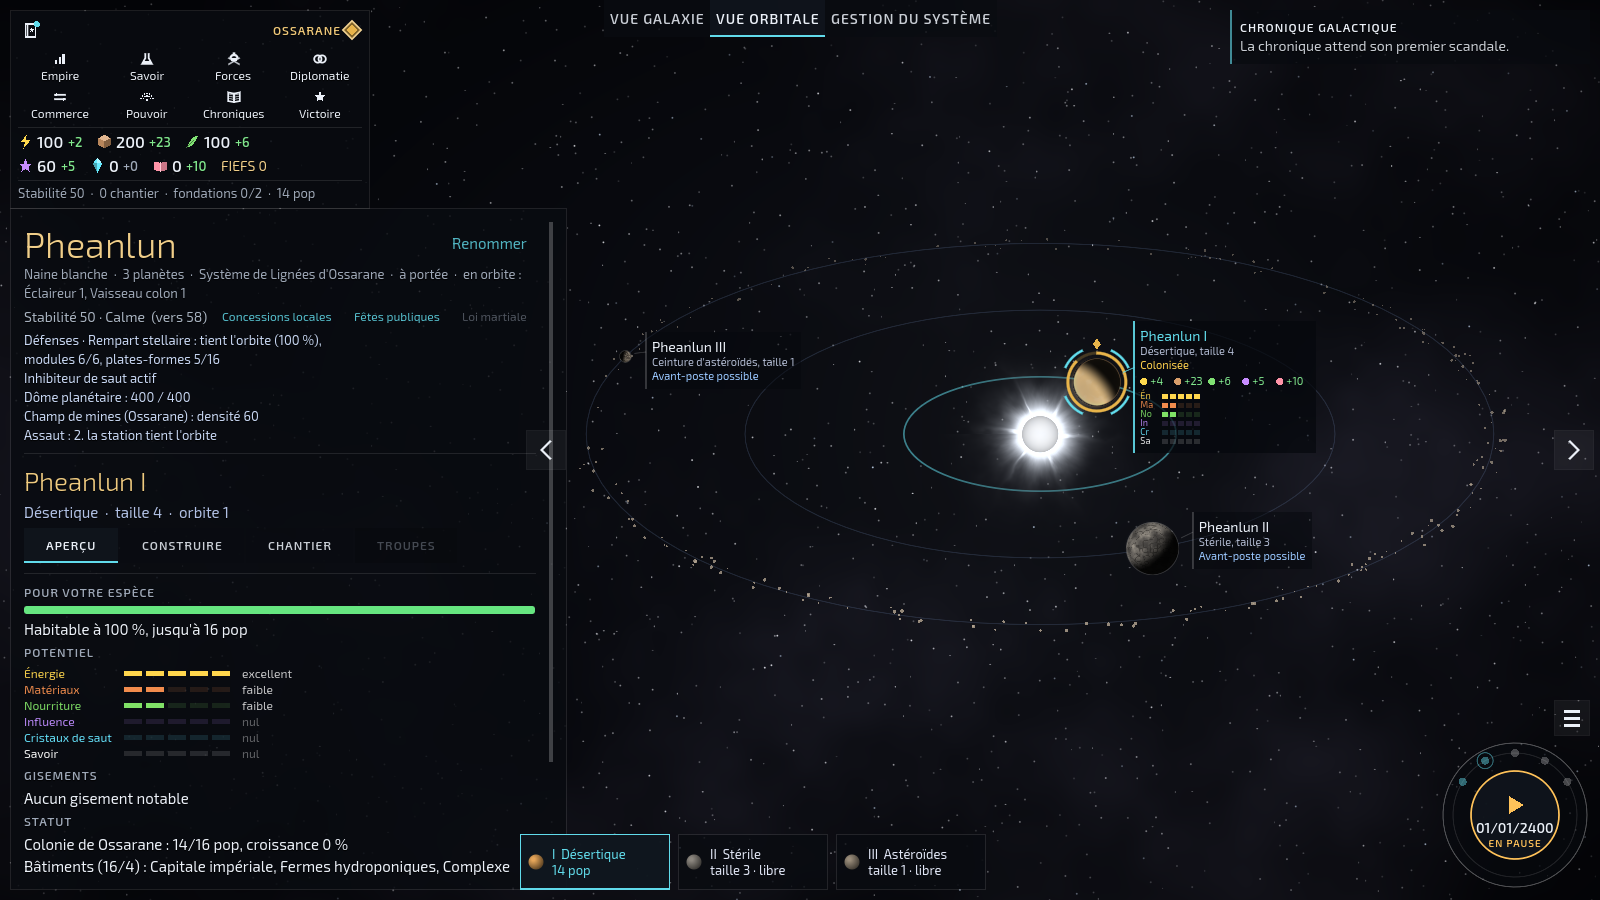 OSSARANE
Empire
Savoir
Forces
Diplomatie
Commerce
Pouvoir
Chroniques
Victoire
100 +2 200 +23 100 +6
60 +5 0 +0 0 +10 FIEFS 0
Stabilité 50 · 0 chantier · fondations 0/2 · 14 pop
VUE GALAXIE VUE ORBITALE GESTION DU SYSTÈME
CHRONIQUE GALACTIQUE
La chronique attend son premier scandale.
Pheanlun
Renommer
Naine blanche · 3 planètes · Système de Lignées d'Ossarane · à portée · en orbite :
Éclaireur 1, Vaisseau colon 1
Stabilité 50 · Calme (vers 58) Concessions locales Fêtes publiques Loi martiale
Défenses · Rempart stellaire : tient l'orbite (100 %),
modules 6/6, plates-formes 5/16
Inhibiteur de saut actif
Dôme planétaire : 400 / 400
Champ de mines (Ossarane) : densité 60
Assaut : 2. la station tient l'orbite
Pheanlun I
Désertique · taille 4 · orbite 1
APERÇU CONSTRUIRE CHANTIER TROUPES
POUR VOTRE ESPÈCE
Habitable à 100 %, jusqu'à 16 pop
POTENTIEL
Énergie excellent
Matériaux faible
Nourriture faible
Influence nul
Cristaux de saut nul
Savoir nul
GISEMENTS
Aucun gisement notable
STATUT
Colonie de Ossarane : 14/16 pop, croissance 0 %
Bâtiments (16/4) : Capitale impériale, Fermes hydroponiques, Complexe
Pheanlun III
Ceinture d'astéroïdes, taille 1
Avant-poste possible
Pheanlun I
Désertique, taille 4
Colonisée
+4 +23 +6 +5 +10
En
Ma
No
In
Cr
Sa
Pheanlun II
Stérile, taille 3
Avant-poste possible
I Désertique
14 pop
II Stérile
taille 3 · libre
III Astéroïdes
taille 1 · libre
01/01/2400
EN PAUSE